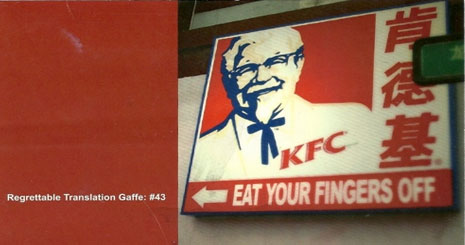 Regrettable Translation Gaffe: #43
肯德基
KFC
EAT YOUR FINGERS OFF